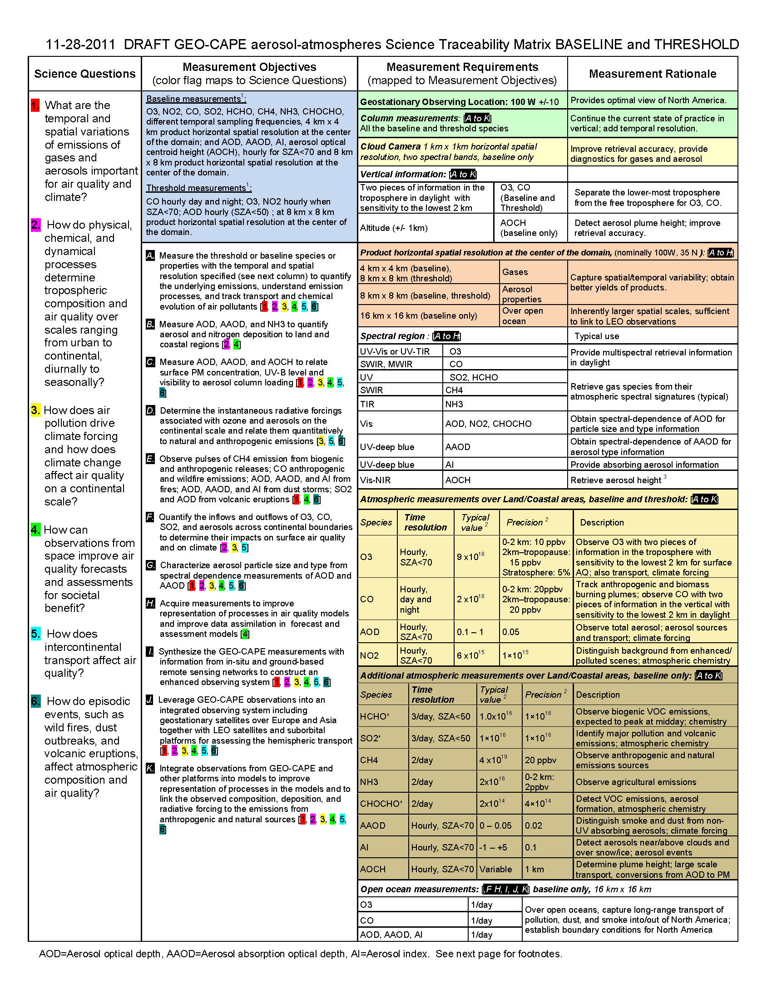 11-28-2011  DRAFT GEO-CAPE aerosol-atmospheres Science Traceability Matrix BASELINE and THRESHOLD
Science Questions
Measurement Objectives
(color flag maps to Science Questions)
Measurement Requirements
(mapped to Measurement Objectives)
Measurement Rationale
1. What are the
temporal and
spatial variations
of emissions of
gases and
aerosols important
for air quality and
climate?
2. How do physical,
chemical, and
dynamical
processes
determine
tropospheric
composition and
air quality over
scales ranging
from urban to
continental,
diurnally to
seasonally?
3. How does air
pollution drive
climate forcing
and how does
climate change
affect air quality
on a continental
scale?
4. How can
observations from
space improve air
quality forecasts
and assessments
for societal
benefit?
5. How does
intercontinental
transport affect air
quality?
6. How do episodic
events, such as
wild fires, dust
outbreaks, and
volcanic eruptions,
affect atmospheric
composition and
air quality?
Baseline measurements1:
O3, NO2, CO, SO2, HCHO, CH4, NH3, CHOCHO,
different temporal sampling frequencies, 4 km x 4
km product horizontal spatial resolution at the center
of the domain; and AOD, AAOD, AI, aerosol optical
centroid height (AOCH), hourly for SZA<70 and 8 km
x 8 km product horizontal spatial resolution at the
center of the domain.
Threshold measurements1:
CO hourly day and night; O3, NO2 hourly when
SZA<70; AOD hourly (SZA<50) ; at 8 km x 8 km
product horizontal spatial resolution at the center of
the domain.
A. Measure the threshold or baseline species or
properties with the temporal and spatial
resolution specified (see next column) to quantify
the underlying emissions, understand emission
processes, and track transport and chemical
evolution of air pollutants [1, 2, 3, 4, 5, 6]
B. Measure AOD, AAOD, and NH3 to quantify
aerosol and nitrogen deposition to land and
coastal regions [2, 4]
C. Measure AOD, AAOD, and AOCH to relate
surface PM concentration, UV-B level and
visibility to aerosol column loading [1, 2, 3, 4, 5,
6]
D. Determine the instantaneous radiative forcings
associated with ozone and aerosols on the
continental scale and relate them quantitatively
to natural and anthropogenic emissions [3, 5, 6]
E. Observe pulses of CH4 emission from biogenic
and anthropogenic releases; CO anthropogenic
and wildfire emissions; AOD, AAOD, and AI from
fires; AOD, AAOD, and AI from dust storms; SO2
and AOD from volcanic eruptions [1, 4, 6]
F. Quantify the inflows and outflows of O3, CO,
SO2, and aerosols across continental boundaries
to determine their impacts on surface air quality
and on climate [2, 3, 5]
G. Characterize aerosol particle size and type from
spectral dependence measurements of AOD and
AAOD [1, 2, 3, 4, 5, 6]
H. Acquire measurements to improve
representation of processes in air quality models
and improve data assimilation in  forecast and
assessment models [4]
I. Synthesize the GEO-CAPE measurements with
information from in-situ and ground-based
remote sensing networks to construct an
enhanced observing system [1, 2, 3, 4, 5, 6]
J. Leverage GEO-CAPE observations into an
integrated observing system including
geostationary satellites over Europe and Asia
together with LEO satellites and suborbital
platforms for assessing the hemispheric transport
[1, 2, 3, 4, 5, 6]
K. Integrate observations from GEO-CAPE and
other platforms into models to improve
representation of processes in the models and to
link the observed composition, deposition, and
radiative forcing to the emissions from
anthropogenic and natural sources [1, 2, 3, 4, 5,
6]
Geostationary Observing Location: 100 W +/-10
Provides optimal view of North America.
Column measurements: [A to K]
All the baseline and threshold species
Continue the current state of practice in
vertical; add temporal resolution.
Cloud Camera 1 km x 1km horizontal spatial
resolution, two spectral bands, baseline only
Improve retrieval accuracy, provide
diagnostics for gases and aerosol
Vertical information: [A to K]
Two pieces of information in the
troposphere in daylight  with
sensitivity to the lowest 2 km
O3, CO
(Baseline and
Threshold)
Separate the lower-most troposphere
from the free troposphere for O3, CO.
Altitude (+/- 1km)
AOCH
(baseline only)
Detect aerosol plume height; improve
retrieval accuracy.
Product horizontal spatial resolution at the center of the domain, (nominally 100W, 35 N ): [A to H]
4 km x 4 km (baseline),
8 km x 8 km (threshold)
Gases
Capture spatial/temporal variability; obtain
better yields of products.
8 km x 8 km (baseline, threshold)
Aerosol
properties
16 km x 16 km (baseline only)
Over open
ocean
Inherently larger spatial scales, sufficient
to link to LEO observations
Spectral region : [A to H]
Typical use
UV-Vis or UV-TIR O3
Provide multispectral retrieval information
in daylight
SWIR, MWIR CO
UV SO2, HCHO
Retrieve gas species from their
atmospheric spectral signatures (typical)
SWIR CH4
TIR NH3
Vis AOD, NO2, CHOCHO
Obtain spectral-dependence of AOD for
particle size and type information
UV-deep blue AAOD
Obtain spectral-dependence of AAOD for
aerosol type information
UV-deep blue AI Provide absorbing aerosol information
Vis-NIR AOCH Retrieve aerosol height 3
Atmospheric measurements over Land/Coastal areas, baseline and threshold: [A to K]
Species
Time
resolution
Typical
value 2
Precision 2
Description
O3
Hourly,
SZA<70
9 x10^18
0-2 km: 10 ppbv
2km–tropopause:
15 ppbv
Stratosphere: 5%
Observe O3 with two pieces of
information in the troposphere with
sensitivity to the lowest 2 km for surface
AQ; also transport, climate forcing
CO
Hourly,
day and
night
2 x10^18
0-2 km: 20ppbv
2km–tropopause:
20 ppbv
Track anthropogenic and biomass
burning plumes; observe CO with two
pieces of information in the vertical with
sensitivity to the lowest 2 km in daylight
AOD
Hourly,
SZA<70
0.1 – 1
0.05
Observe total aerosol; aerosol sources
and transport; climate forcing
NO2
Hourly,
SZA<70
6 x10^15
1×10^15
Distinguish background from enhanced/
polluted scenes; atmospheric chemistry
Additional atmospheric measurements over Land/Coastal areas, baseline only: [A to K]
Species
Time
resolution
Typical
value 2
Precision 2
Description
HCHO* 3/day, SZA<50 1.0x10^16 1×10^16
Observe biogenic VOC emissions,
expected to peak at midday; chemistry
SO2* 3/day, SZA<50 1×10^16 1×10^16
Identify major pollution and volcanic
emissions; atmospheric chemistry
CH4 2/day 4 x10^19 20 ppbv
Observe anthropogenic and natural
emissions sources
NH3 2/day 2x10^16
0-2 km:
2ppbv
Observe agricultural emissions
CHOCHO* 2/day 2x10^14 4×10^14
Detect VOC emissions, aerosol
formation, atmospheric chemistry
AAOD Hourly, SZA<70 0 – 0.05 0.02
Distinguish smoke and dust from non-
UV absorbing aerosols; climate forcing
AI Hourly, SZA<70 -1 – +5 0.1
Detect aerosols near/above clouds and
over snow/ice; aerosol events
AOCH Hourly, SZA<70 Variable 1 km
Determine plume height; large scale
transport, conversions from AOD to PM
Open ocean measurements: [,F H, I, J, K] baseline only, 16 km x 16 km
O3 1/day
CO 1/day
AOD, AAOD, AI 1/day
Over open oceans, capture long-range transport of
pollution, dust, and smoke into/out of North America;
establish boundary conditions for North America
AOD=Aerosol optical depth, AAOD=Aerosol absorption optical depth, AI=Aerosol index.  See next page for footnotes.